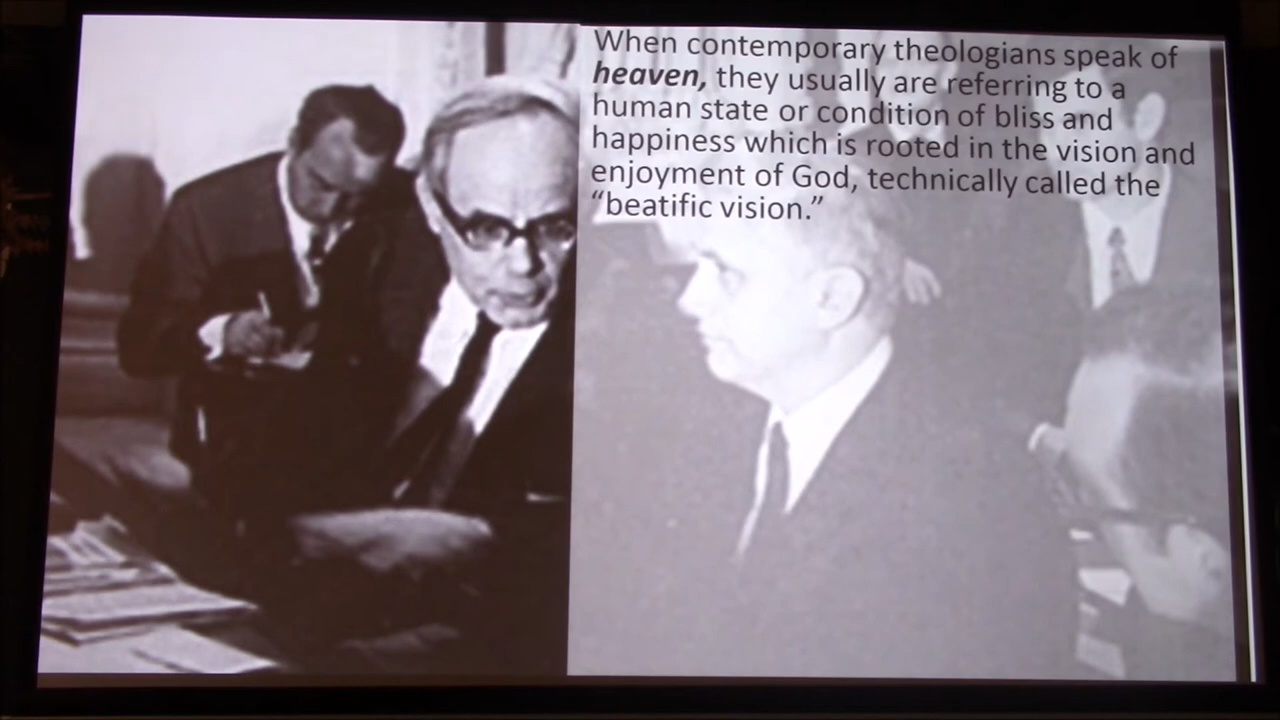 When contemporary theologians speak of
heaven, they usually are referring to a
human state or condition of bliss and
happiness which is rooted in the vision and
enjoyment of God, technically called the
“beatific vision.”